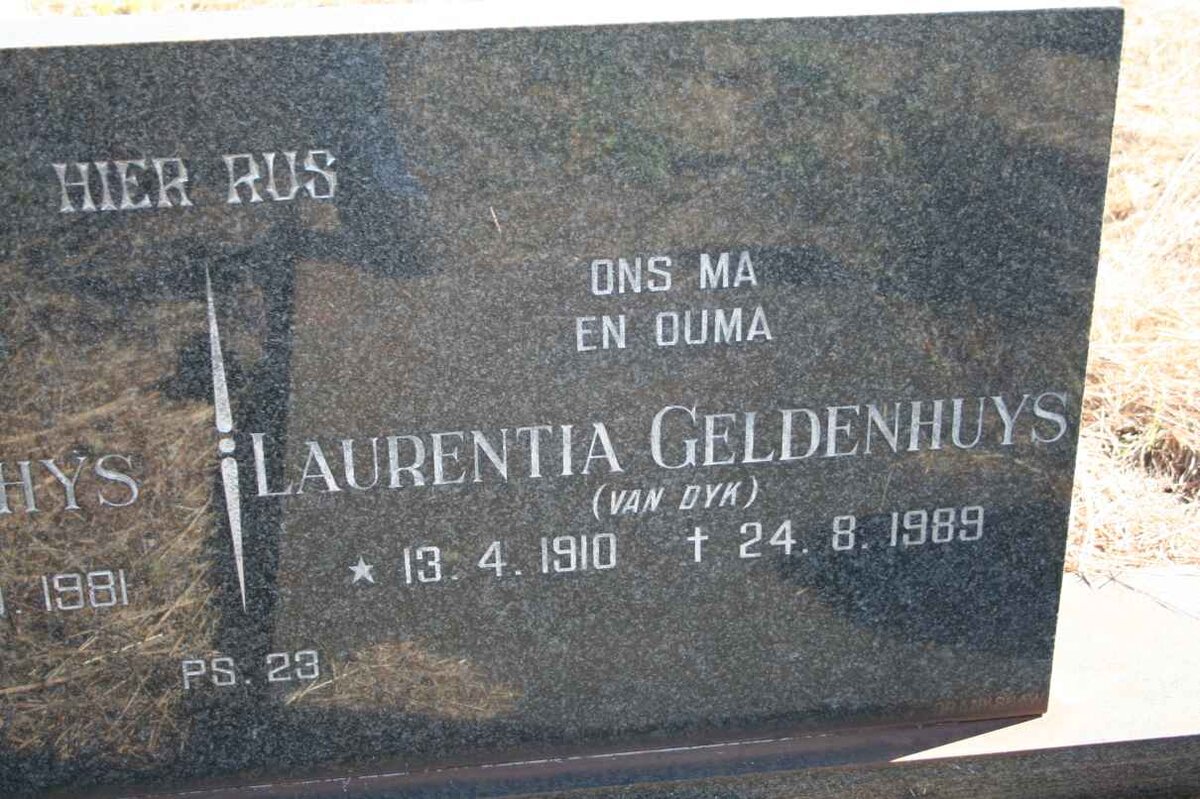 HIER RUS
ONS MA
EN OUMA
LAURENTIA GELDENHUYS
(VAN DYK)
★ 13. 4. 1910 † 24. 8. 1989
HYS
1. 1981
PS. 23